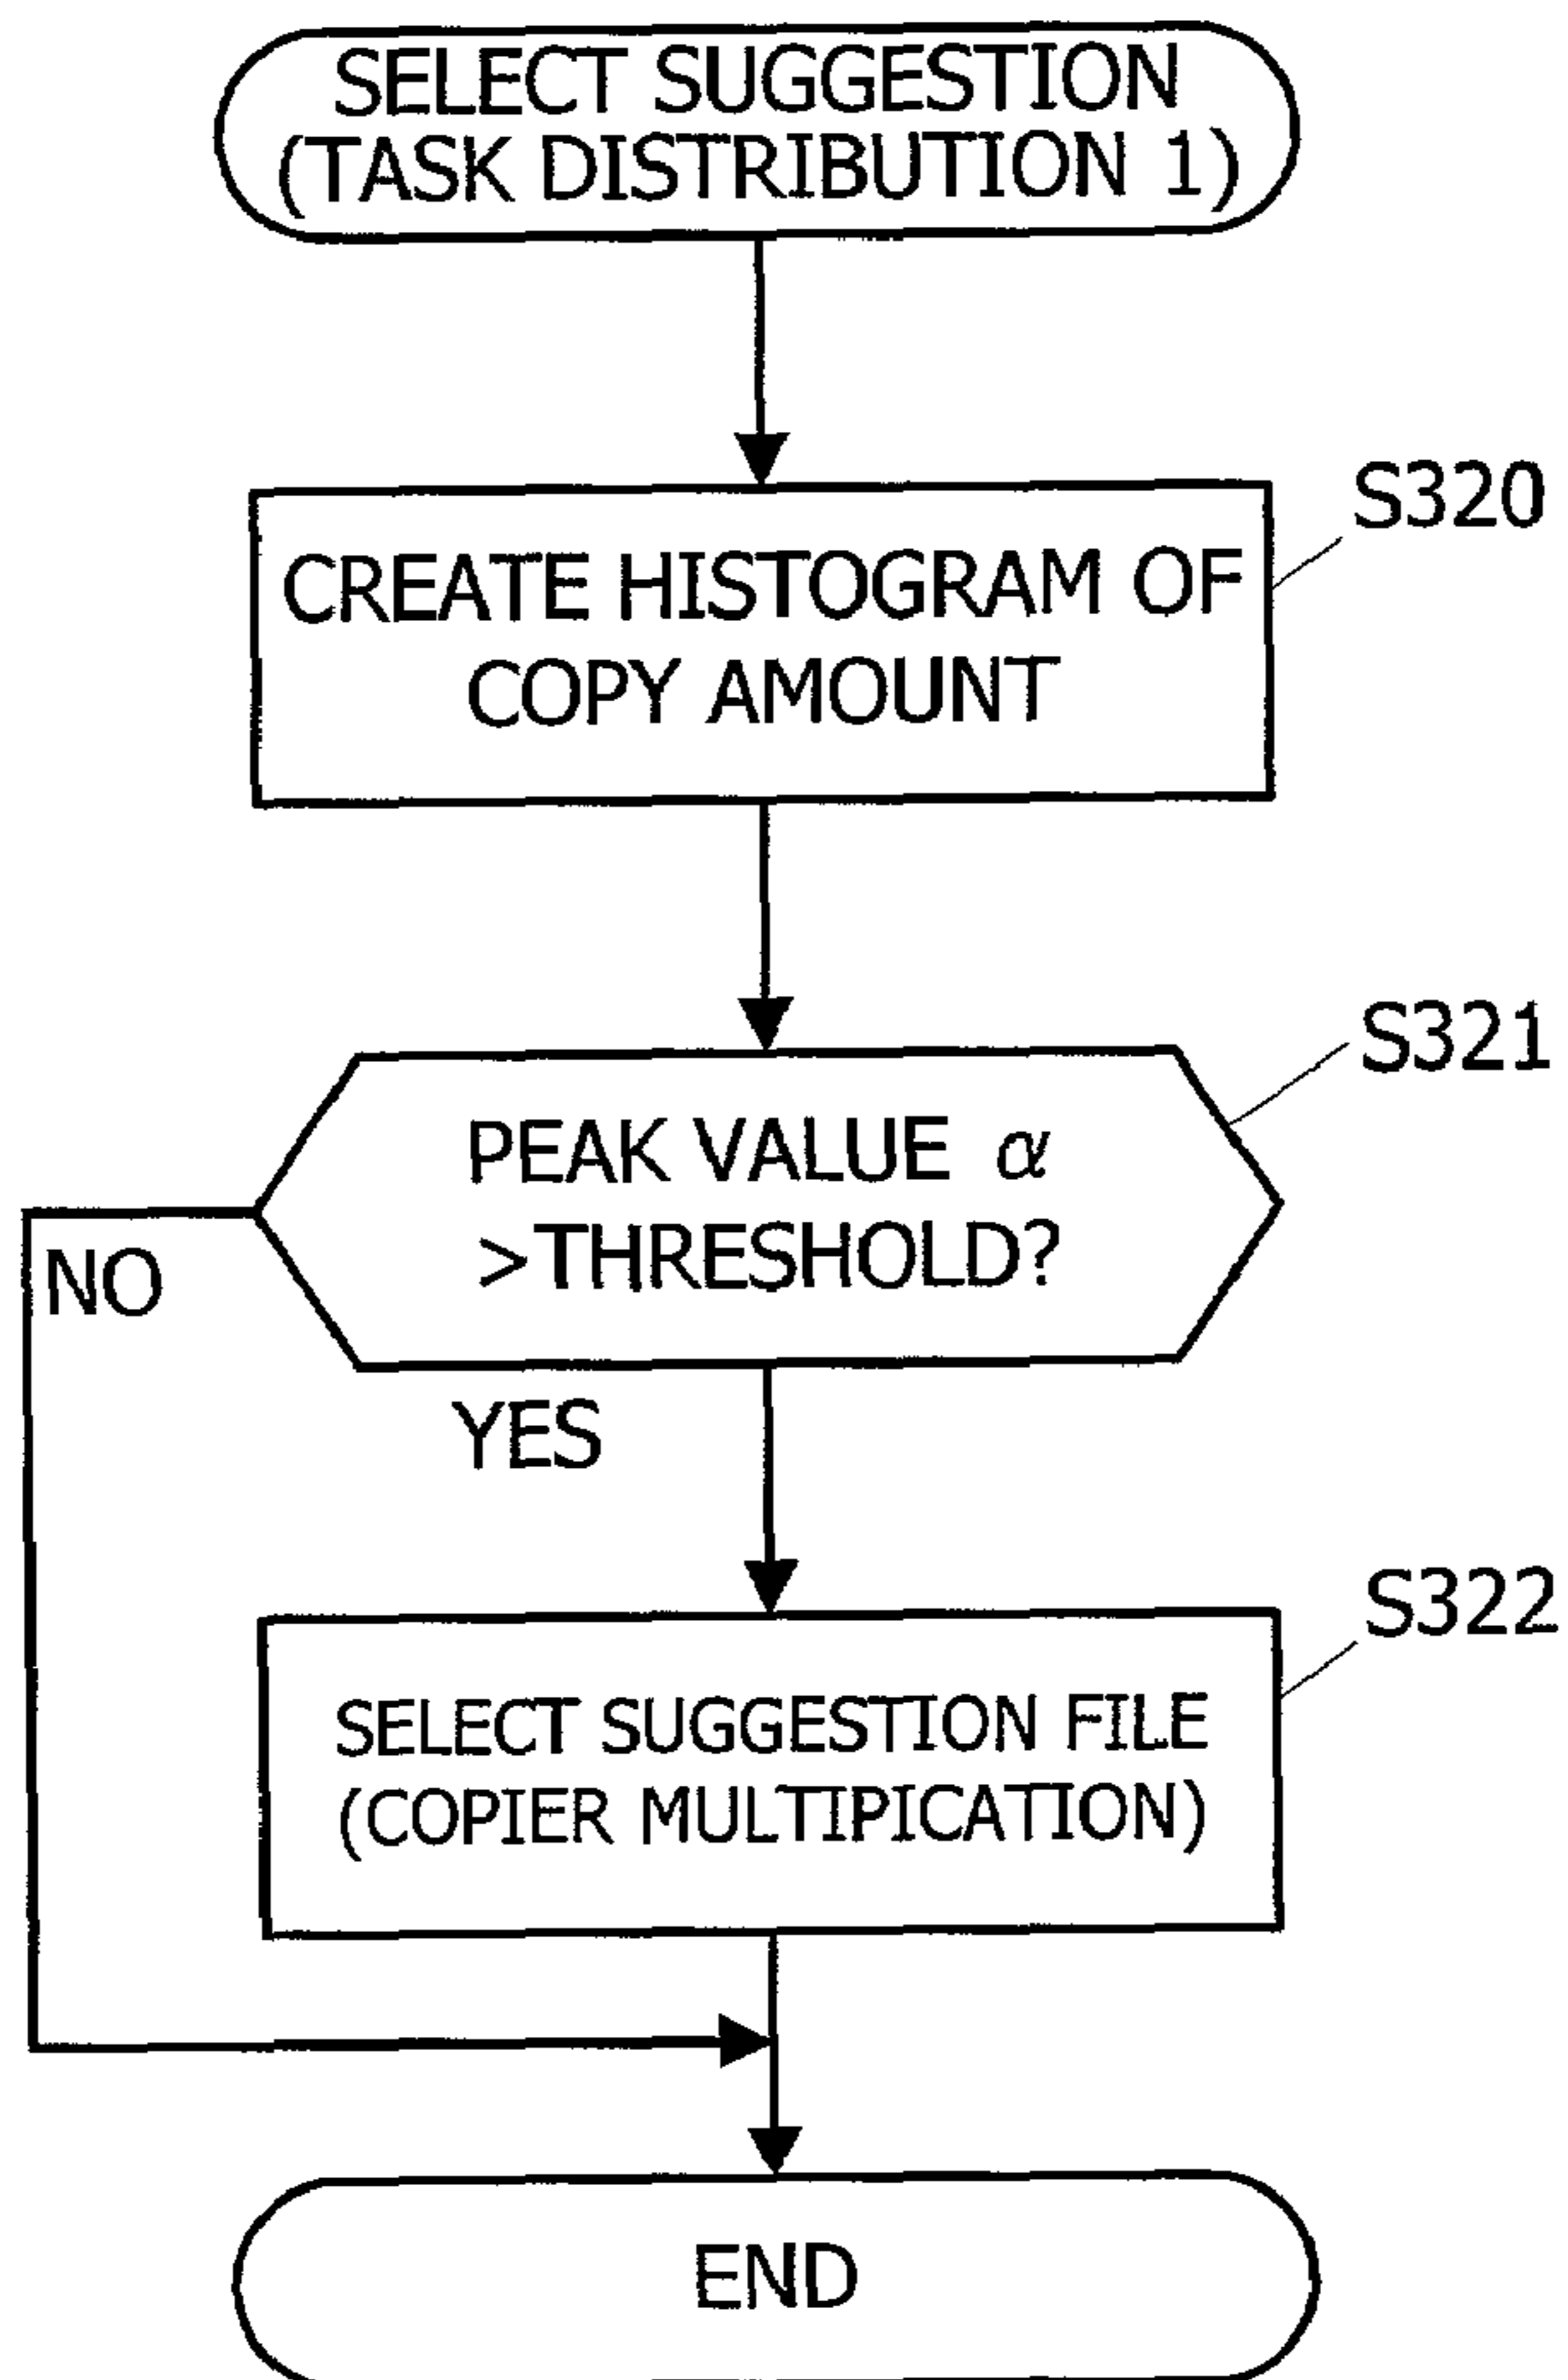 SELECT SUGGESTION
(TASK DISTRIBUTION 1)
S320
CREATE HISTOGRAM OF
COPY AMOUNT
S321
PEAK VALUE α
>THRESHOLD?
NO
YES
S322
SELECT SUGGESTION FILE
(COPIER MULTIPICATION)
END